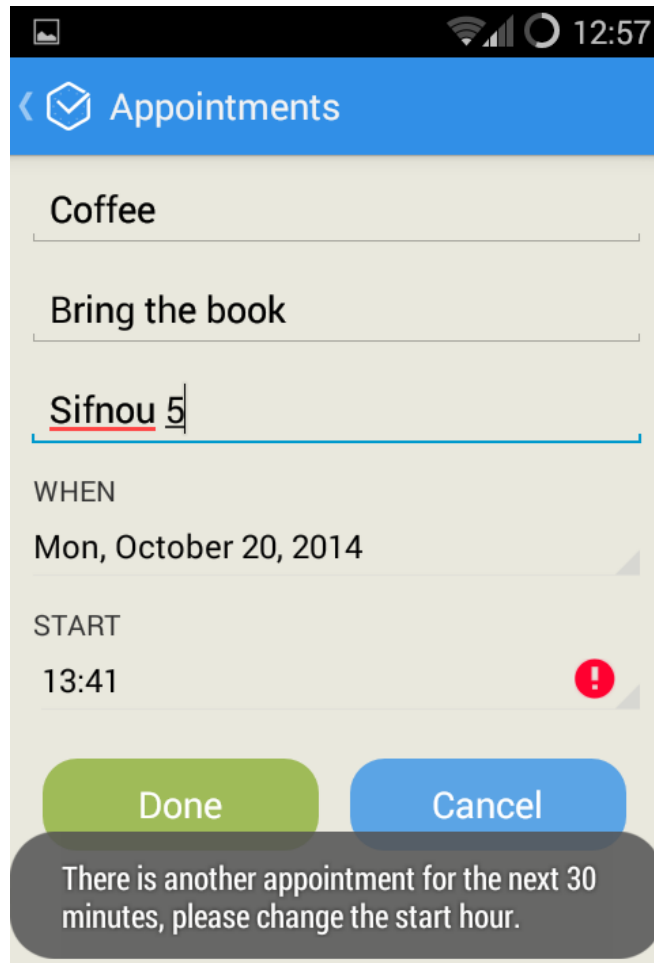 12:57
Appointments
Coffee
Bring the book
Sifnou 5
WHEN
Mon, October 20, 2014
START
13:41
Done Cancel
There is another appointment for the next 30
minutes, please change the start hour.